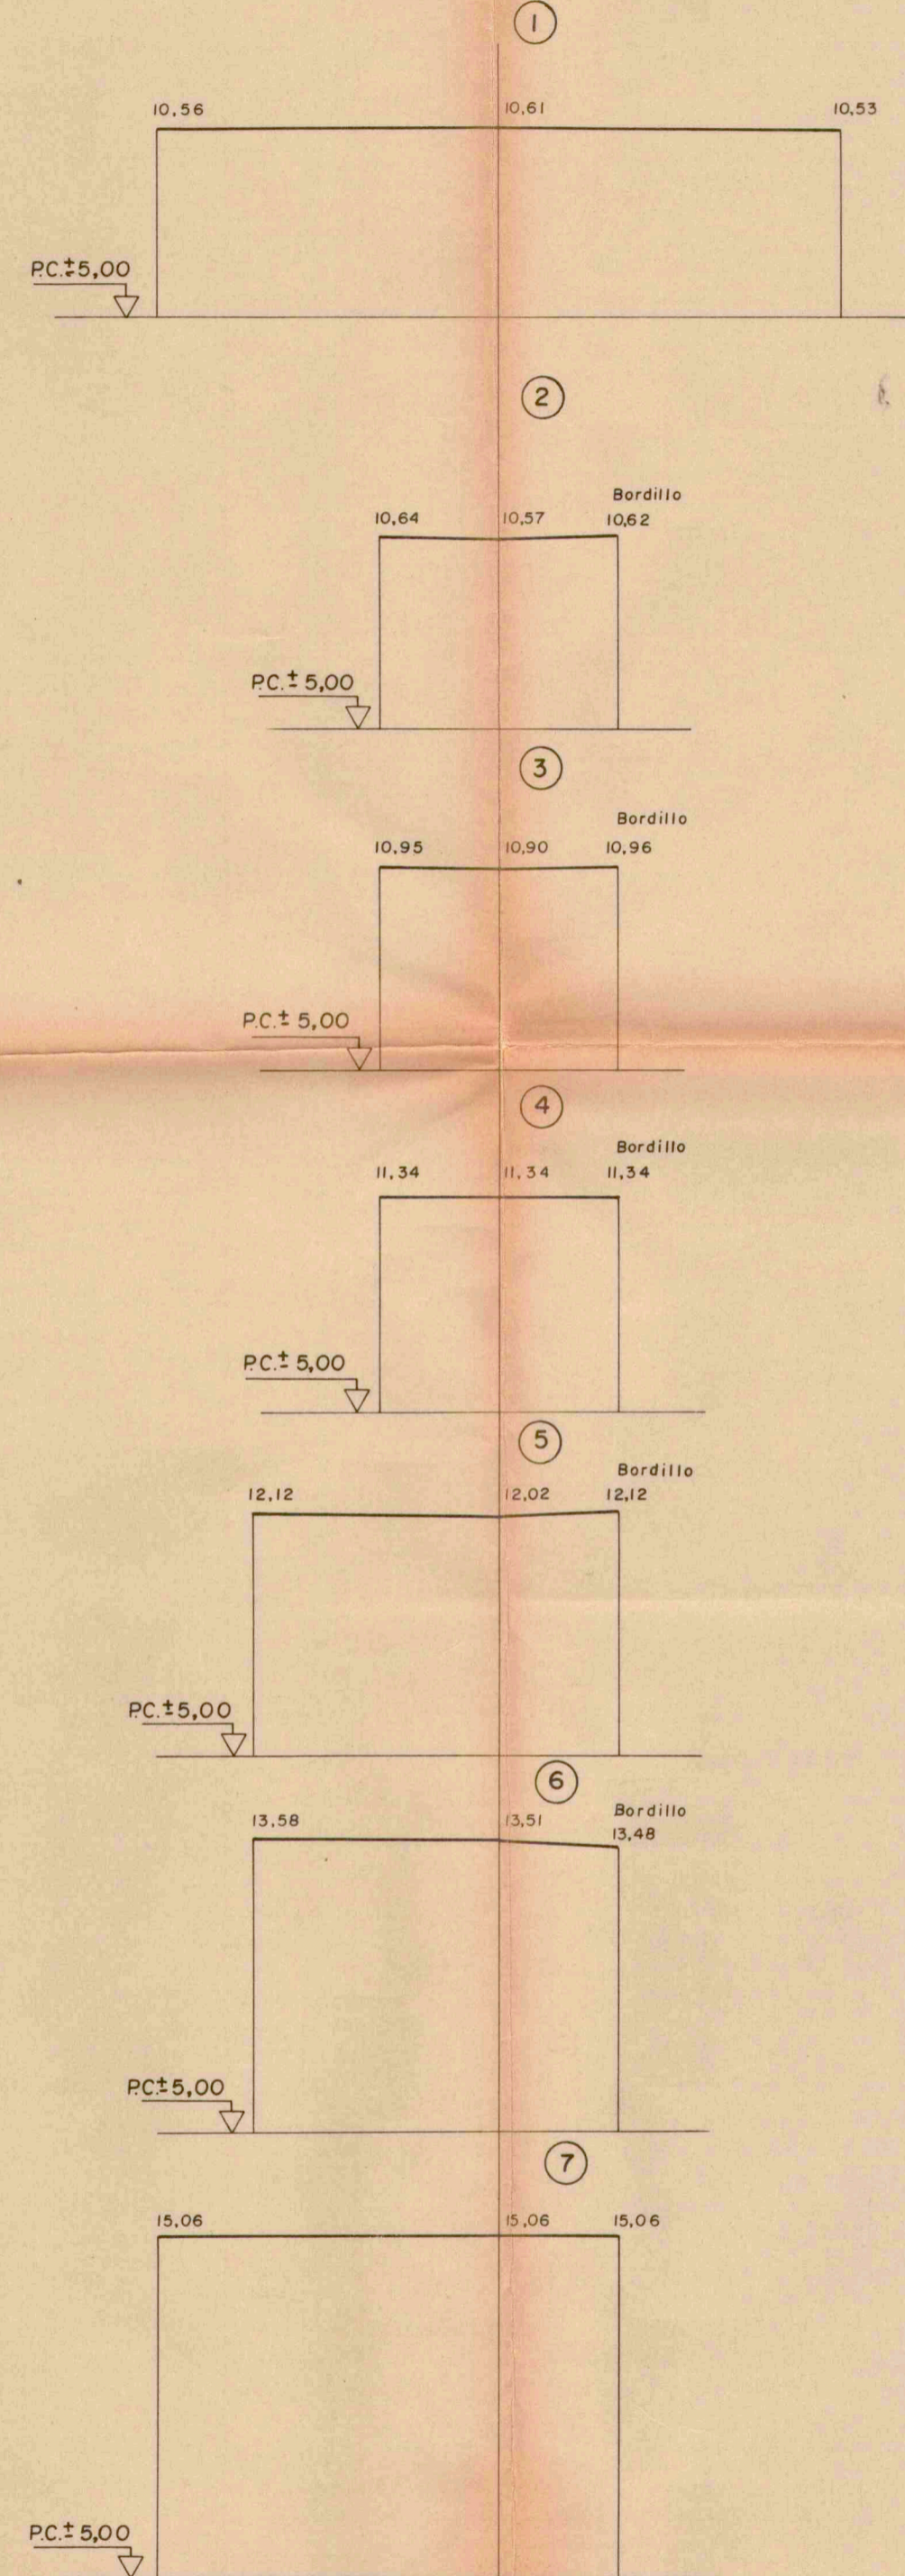 1
10,56 10,61 10,53
P.C.±5,00
2
Bordillo
10,64 10,57 10,62
P.C.± 5,00
3
Bordillo
10,95 10,90 10,96
P.C.± 5,00
4
Bordillo
11,34 11,34 11,34
P.C.± 5,00
5
Bordillo
12,12 12,02 12,12
P.C.±5,00
6
Bordillo
13,58 13,51 13,48
P.C.±5,00
7
15,06 15,06 15,06
P.C.± 5,00